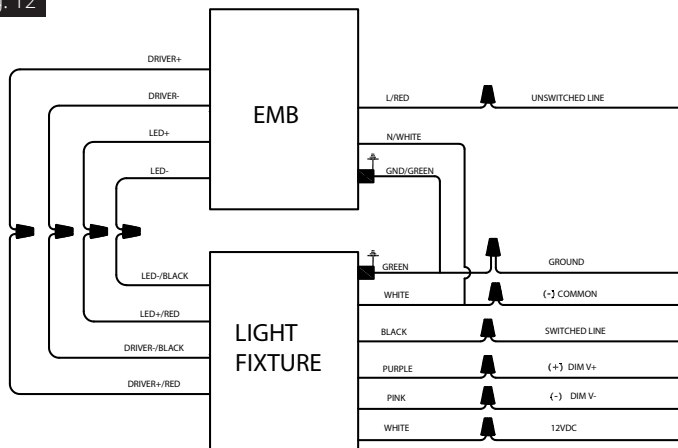 g. 12
DRIVER+
DRIVER-
LED+
LED-
EMB
L/RED
UNSWITCHED LINE
N/WHITE
GND/GREEN
GREEN
GROUND
WHITE
(-) COMMON
LED-/BLACK
LED+/RED
DRIVER-/BLACK
DRIVER+/RED
LIGHT
FIXTURE
BLACK
SWITCHED LINE
PURPLE
(+) DIM V+
PINK
(-) DIM V-
WHITE
12VDC